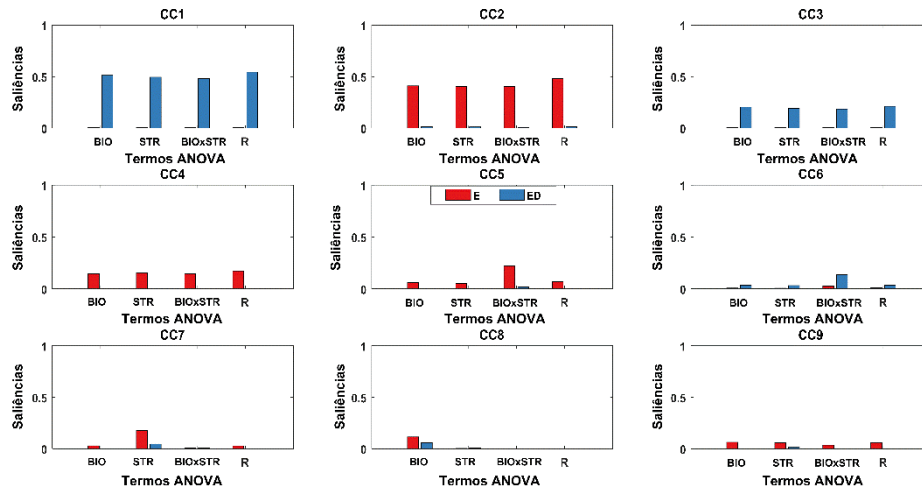 CC1
CC2
CC3
1
1
1
Saliências
Saliências
Saliências
0.5
0.5
0.5
0
0
0
BIO STR BIOxSTR R
BIO STR BIOxSTR R
BIO STR BIOxSTR R
Termos ANOVA
Termos ANOVA
Termos ANOVA
CC4
CC5
CC6
1
1
1
E ED
Saliências
Saliências
Saliências
0.5
0.5
0.5
0
0
0
BIO STR BIOxSTR R
BIO STR BIOxSTR R
BIO STR BIOxSTR R
Termos ANOVA
Termos ANOVA
Termos ANOVA
CC7
CC8
CC9
1
1
1
Saliências
Saliências
Saliências
0.5
0.5
0.5
0
0
0
BIO STR BIOxSTR R
BIO STR BIOxSTR R
BIO STR BIOxSTR R
Termos ANOVA
Termos ANOVA
Termos ANOVA